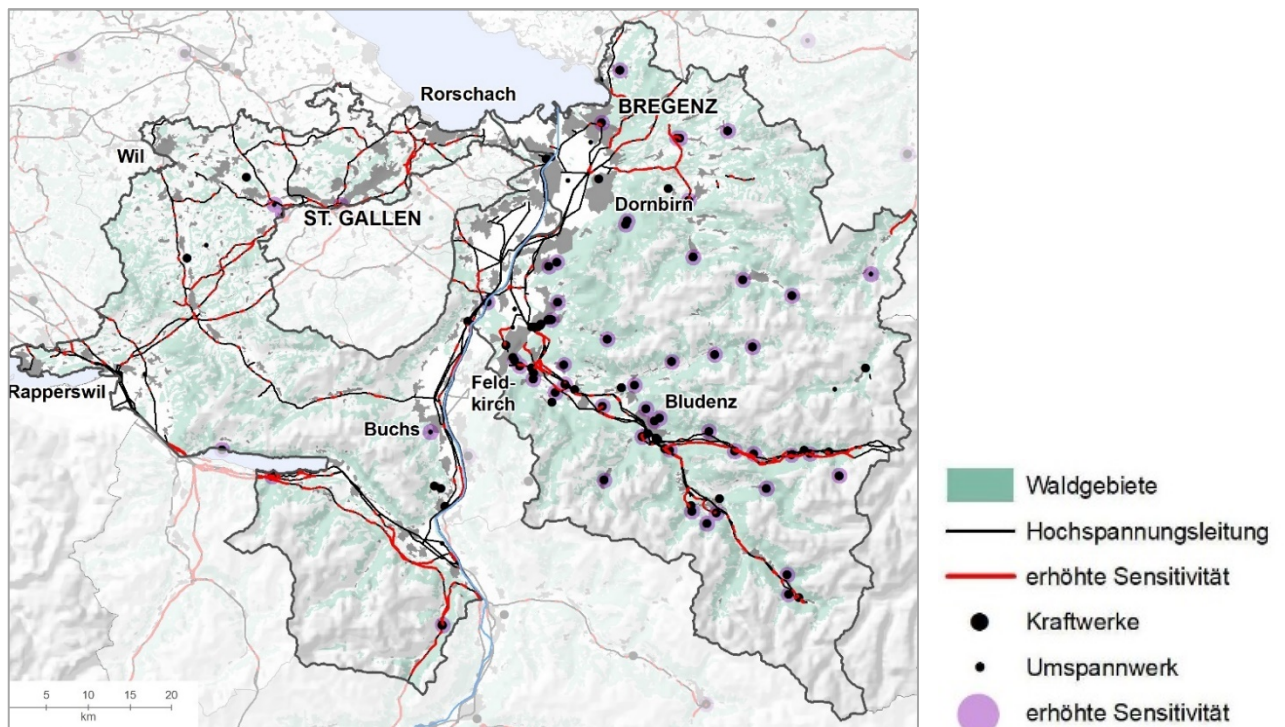 Rorschach
BREGENZ
Wil
ST. GALLEN
Dornbirn
Rapperswil
Feld-
kirch
Bludenz
Buchs
5 10 15 20
km
Waldgebiete
Hochspannungsleitung
erhöhte Sensitivität
Kraftwerke
Umspannwerk
erhöhte Sensitivität